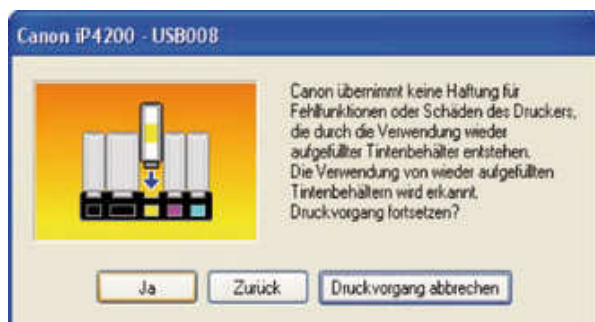 Canon iP4200 - USB008
Canon übernimmt keine Haftung für
Fehlfunktionen oder Schäden des Druckers,
die durch die Verwendung wieder
aufgefüllter Tintenbehälter entstehen.
Die Verwendung von wieder aufgefüllten
Tintenbehältern wird erkannt.
Druckvorgang fortsetzen?
Ja Zurück Druckvorgang abbrechen